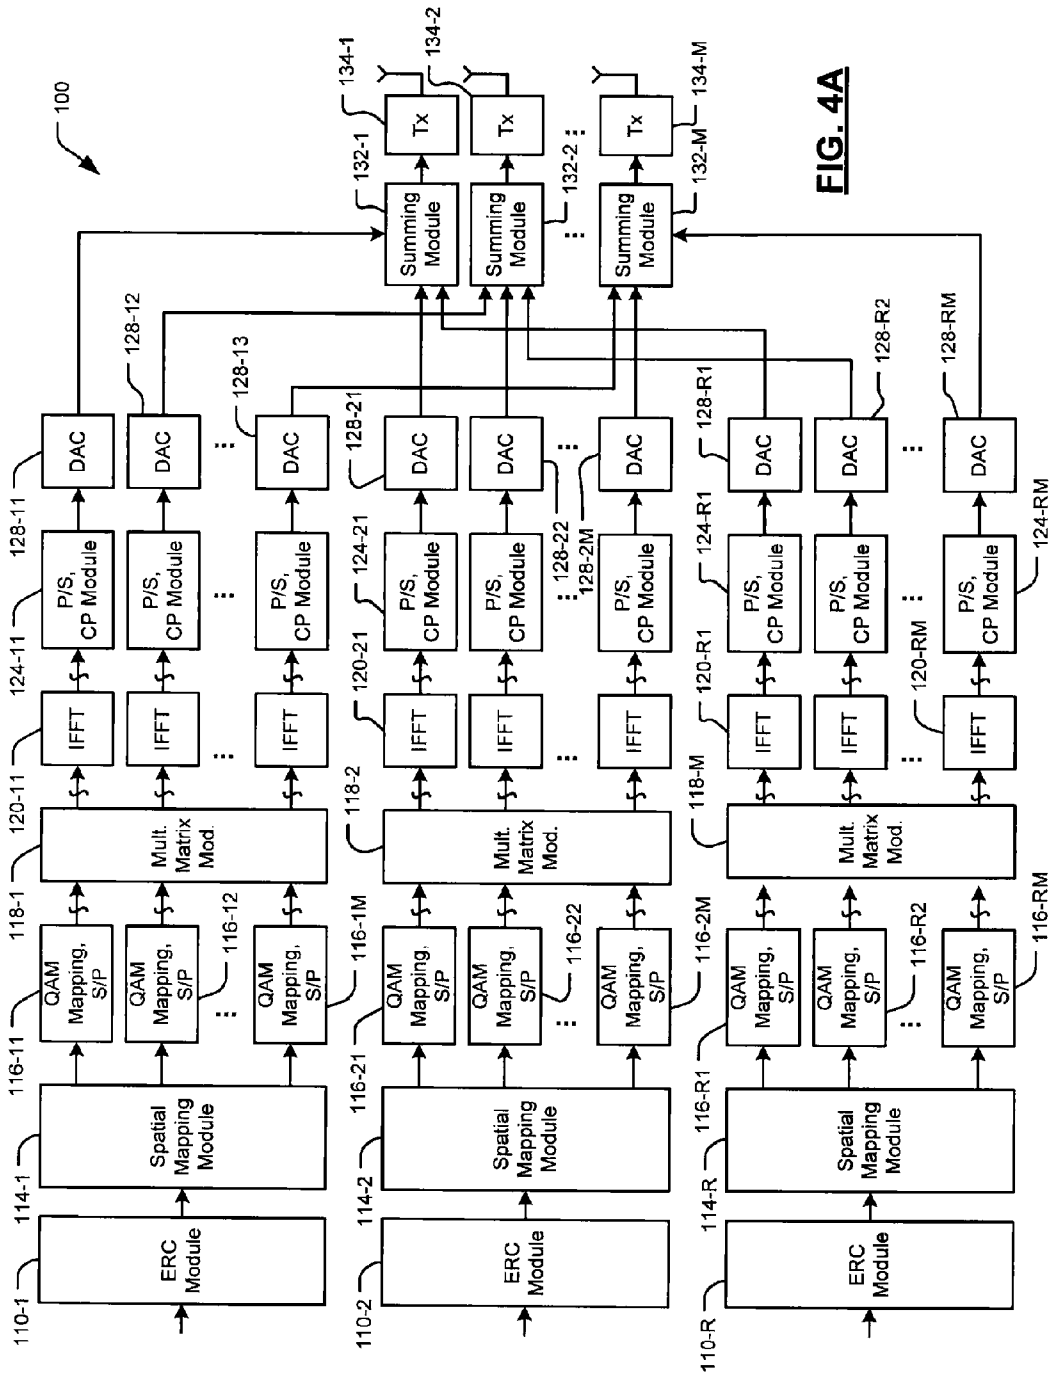 100
110-1
ERC
Module
114-1
Spatial
Mapping
Module
116-11
QAM
Mapping,
S/P
QAM
Mapping,
S/P
116-12
...
QAM
Mapping,
S/P
116-1M
118-1
Mult.
Matrix
Mod.
120-11
IFFT
IFFT
...
IFFT
124-11
P/S,
CP Module
P/S,
CP Module
...
P/S,
CP Module
128-11
DAC
128-12
DAC
...
128-13
DAC
110-2
ERC
Module
114-2
Spatial
Mapping
Module
116-21
QAM
Mapping,
S/P
QAM
Mapping,
S/P
116-22
...
QAM
Mapping,
S/P
116-2M
118-2
Mult.
Matrix
Mod.
120-21
IFFT
IFFT
...
IFFT
124-21
P/S,
CP Module
P/S,
CP Module
...
P/S,
CP Module
128-21
DAC
DAC
128-22
...
DAC
128-2M
110-R
ERC
Module
114-R
Spatial
Mapping
Module
116-R1
QAM
Mapping,
S/P
QAM
Mapping,
S/P
116-R2
...
QAM
Mapping,
S/P
116-RM
118-M
Mult.
Matrix
Mod.
120-R1
IFFT
IFFT
...
120-RM
IFFT
124-R1
P/S,
CP Module
P/S,
CP Module
...
P/S,
CP Module
124-RM
128-R1
DAC
DAC
128-R2
...
DAC
128-RM
132-1
Summing
Module
Summing
Module
132-2
...
Summing
Module
132-M
134-1
Tx
134-2
Tx
...
Tx
134-M
FIG. 4A